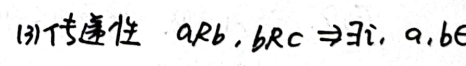 (3)传递性 aRb, bRc ⇒∃i, a,b∈